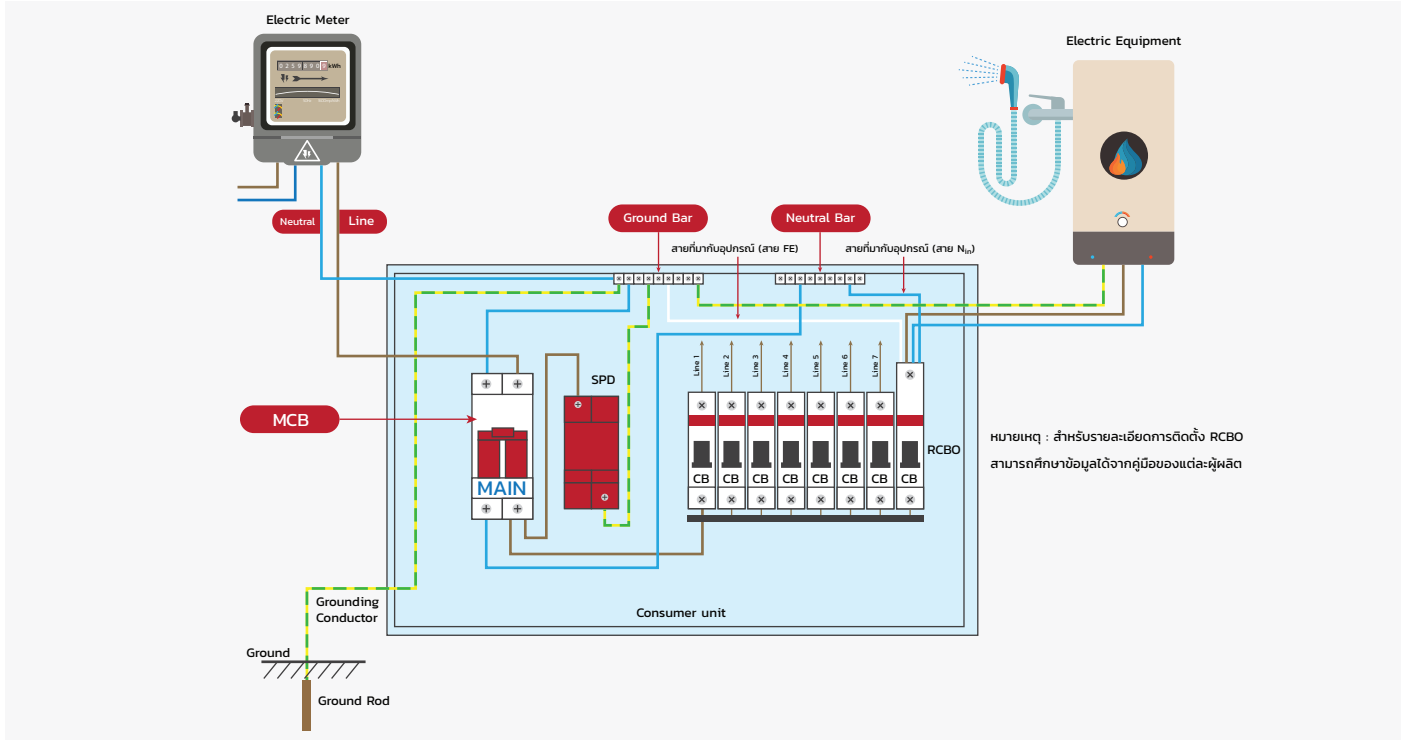 Electric Meter
Electric Equipment
kWh
Neutral
Line
Ground Bar
Neutral Bar
สายที่มากับอุปกรณ์ (สาย FE)
สายที่มากับอุปกรณ์ (สาย Nin)
Line 1
Line 2
Line 3
Line 4
Line 5
Line 6
Line 7
SPD
MCB
MAIN
RCBO
CB
CB
CB
CB
CB
CB
CB
CB
หมายเหตุ : สำหรับรายละเอียดการติดตั้ง RCBO
สามารถศึกษาข้อมูลได้จากคู่มือของแต่ละผู้ผลิต
Grounding
Conductor
Consumer unit
Ground
Ground Rod